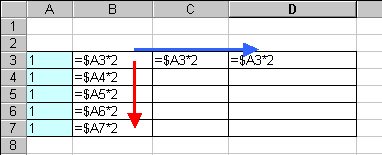 A B C D
1
2
3 1 =$A3*2 =$A3*2 =$A3*2
4 1 =$A4*2
5 1 =$A5*2
6 1 =$A6*2
7 1 =$A7*2
8